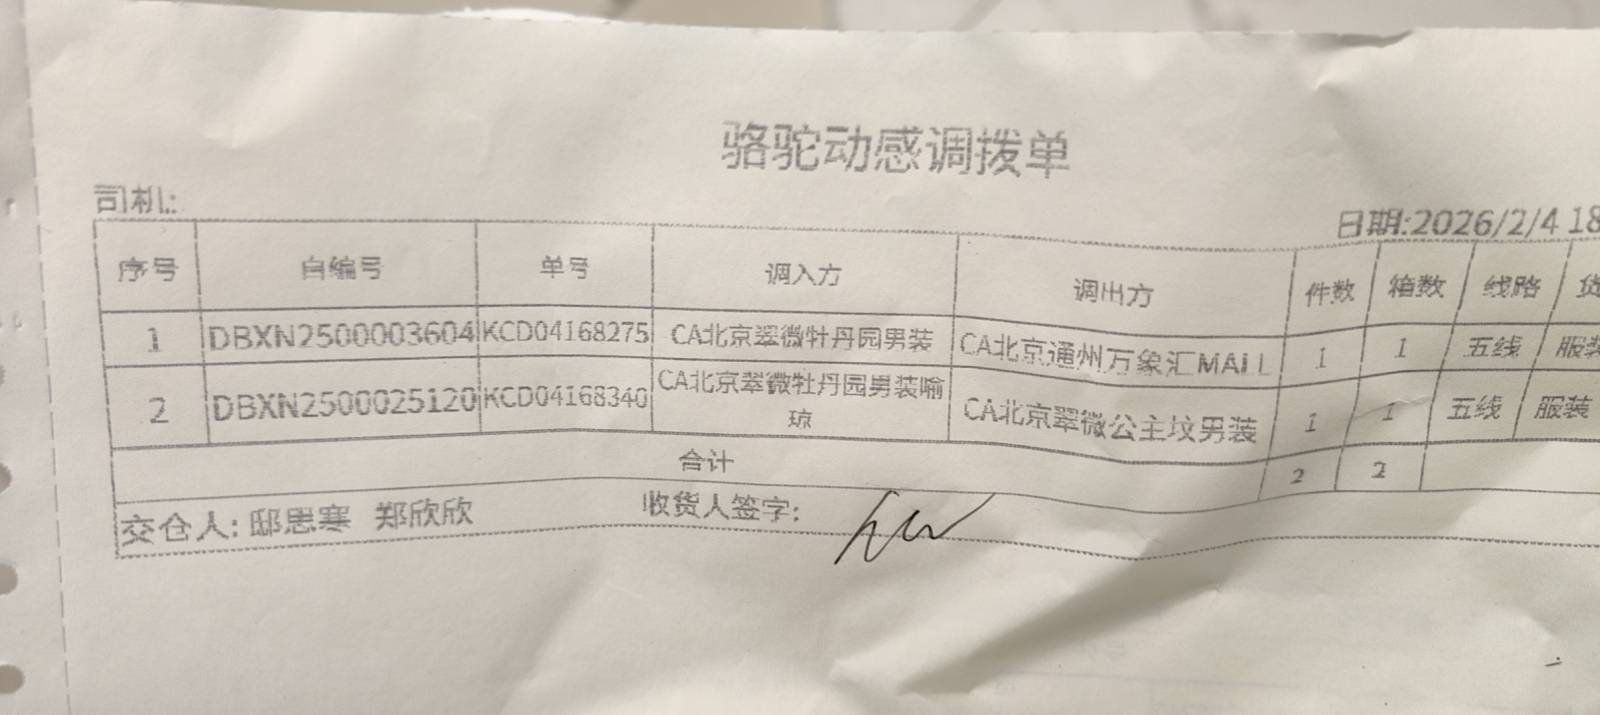 骆驼动感调拨单
司机:
日期:2026/2/4 18
序号 自编号 单号 调入方 调出方 件数 箱数 线路 货
1 DBXN2500003604 KCD04168275 CA北京翠微牡丹园男装 CA北京通州万象汇MALL 1 1 五线 服装
2 DBXN2500025120 KCD04168340 CA北京翠微牡丹园男装喻琼 CA北京翠微公主坟男装 1 1 五线 服装
合计 2 2
交仓人: 邸思寒 郑欣欣 收货人签字: